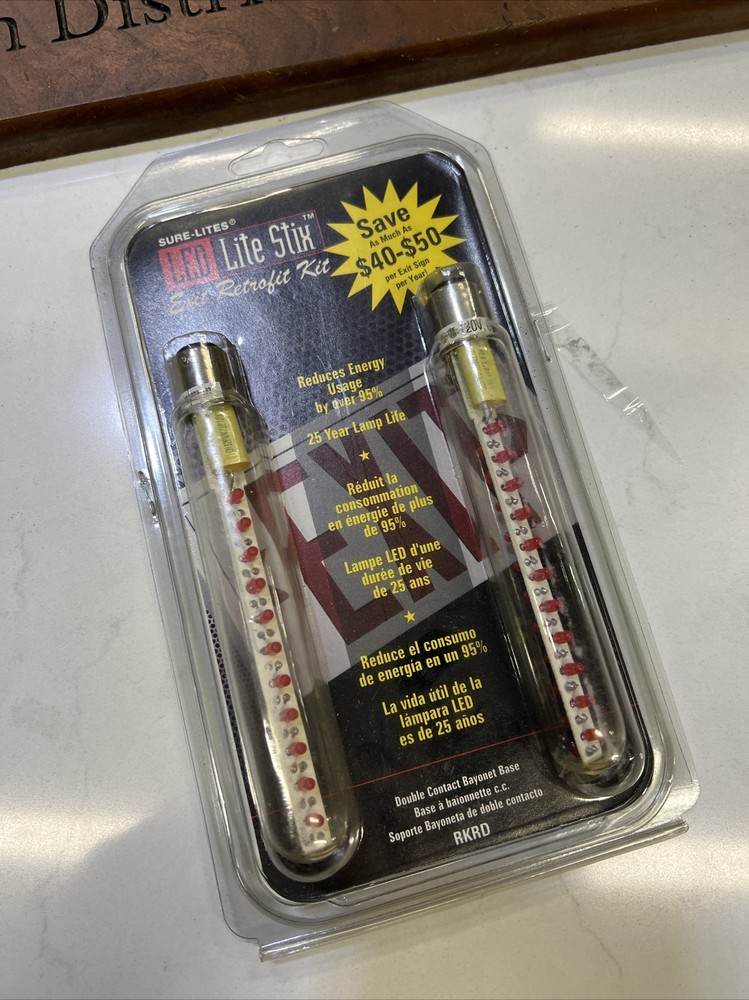 n Distri
SURE-LITES®
LED Lite Stix™
Exit Retrofit Kit
Save
As Much As
$40-$50
per Exit Sign
per Year!
120V
Reduces Energy
Usage
by over 95%
25 Year Lamp Life
EXIT
Réduit la
consommation
en énergie de plus
de 95%
Lampe LED d'une
durée de vie
de 25 ans
Reduce el consumo
de energía en un 95%
La vida útil de la
lámpara LED
es de 25 años
Double Contact Bayonet Base
Base à baïonnette c.c.
Soporte Bayoneta de doble contacto
RKRD